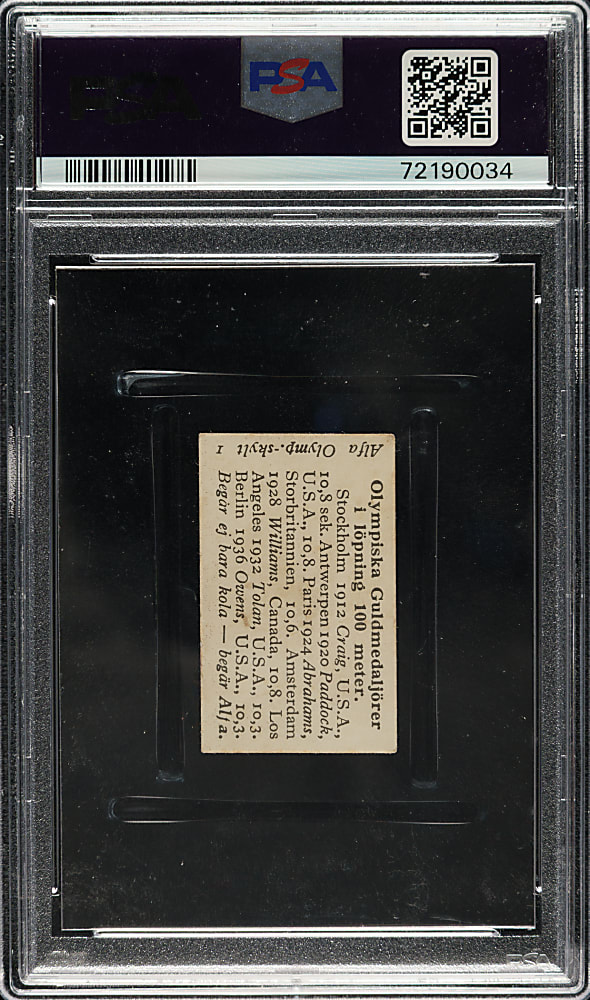 PSA
72190034
Alfa Olymp.-skylt 1
Olympiska Guldmedaljörer
i löpning 100 meter.
Stockholm 1912 Craig, U.S.A.,
10,8 sek. Antwerpen 1920 Paddock,
U.S.A., 10,8. Paris 1924 Abrahams,
Storbritannien, 10,6. Amsterdam
1928 Williams, Canada, 10,8. Los
Angeles 1932 Tolan, U.S.A., 10,3.
Berlin 1936 Owens, U.S.A., 10,3.
Begär ej bara kola — begär Alfa.
PSA